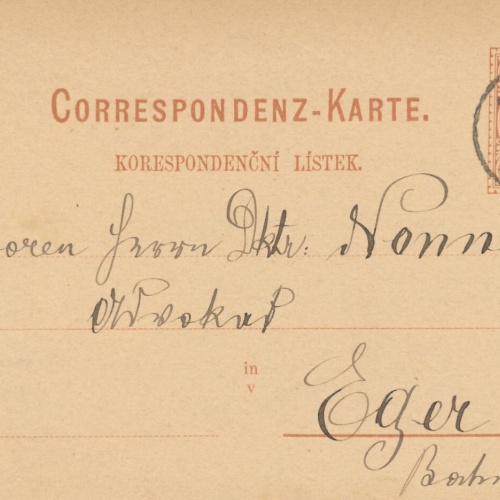 CORRESPONDENZ-KARTE.
KORESPONDENČNÍ LÍSTEK.
Herrn Dktr: Nonn
Advokat
in
v
Eger